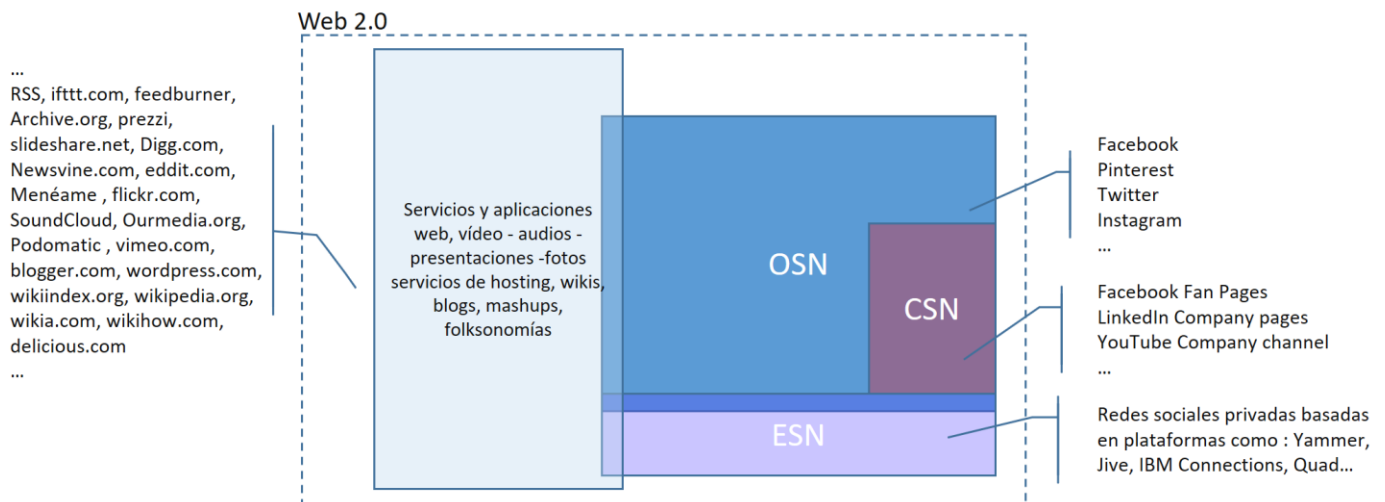 Web 2.0
...
RSS, ifttt.com, feedburner,
Archive.org, prezzi,
slideshare.net, Digg.com,
Newsvine.com, eddit.com,
Menéame , flickr.com,
SoundCloud, Ourmedia.org,
Podomatic , vimeo.com,
blogger.com, wordpress.com,
wikiindex.org, wikipedia.org,
wikia.com, wikihow.com,
delicious.com
...
Servicios y aplicaciones
web, vídeo - audios -
presentaciones -fotos
servicios de hosting, wikis,
blogs, mashups,
folksonomías
OSN
CSN
ESN
Facebook
Pinterest
Twitter
Instagram
...
Facebook Fan Pages
LinkedIn Company pages
YouTube Company channel
...
Redes sociales privadas basadas
en plataformas como : Yammer,
Jive, IBM Connections, Quad...